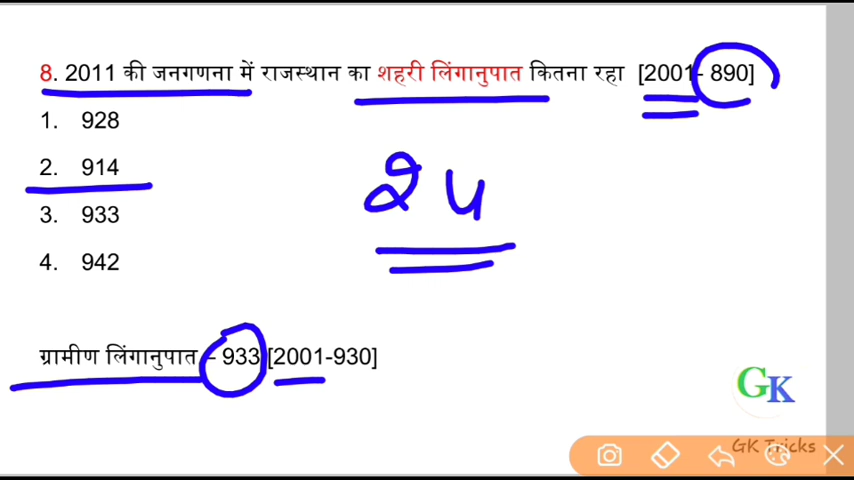 8. 2011 की जनगणना में राजस्थान का शहरी लिंगानुपात कितना रहा [2001- 890]
1. 928
2. 914
3. 933
4. 942
24
ग्रामीण लिंगानुपात – 933 [2001-930]
GK
GK Tricks